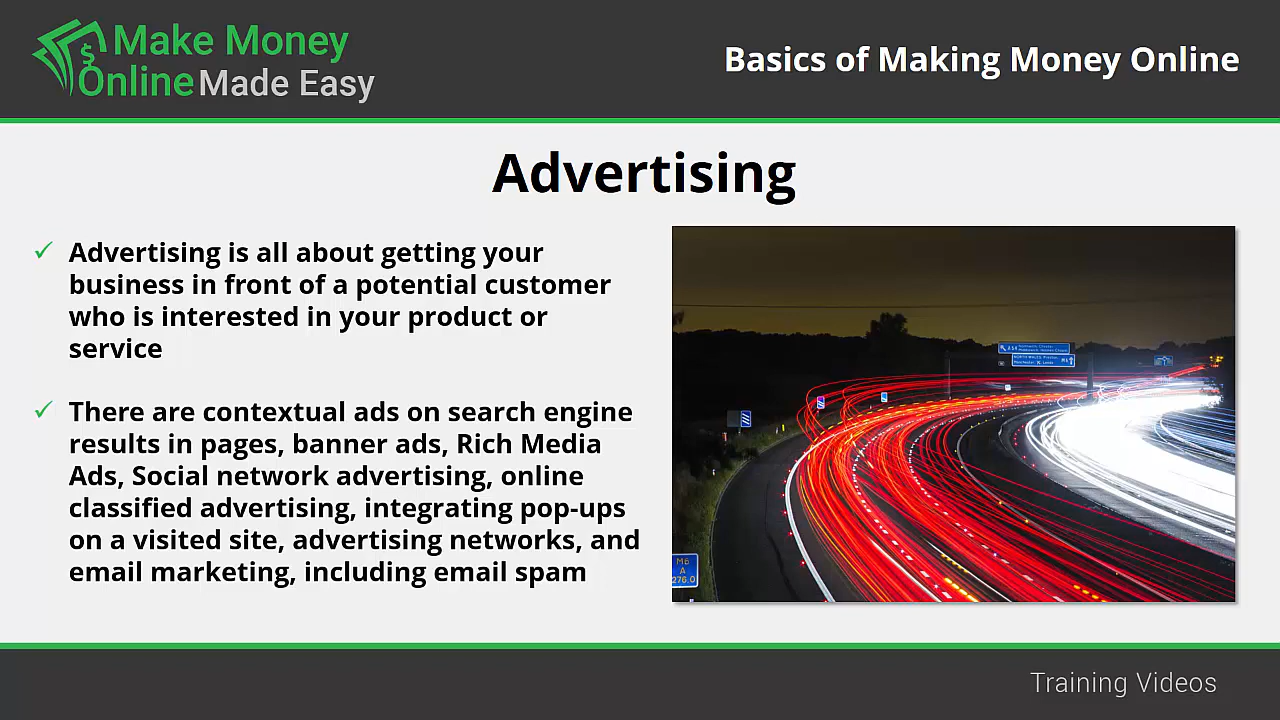 Make Money
Online Made Easy
Basics of Making Money Online
Advertising
Advertising is all about getting your
business in front of a potential customer
who is interested in your product or
service
There are contextual ads on search engine
results in pages, banner ads, Rich Media
Ads, Social network advertising, online
classified advertising, integrating pop-ups
on a visited site, advertising networks, and
email marketing, including email spam
M6
A
276.0
Training Videos